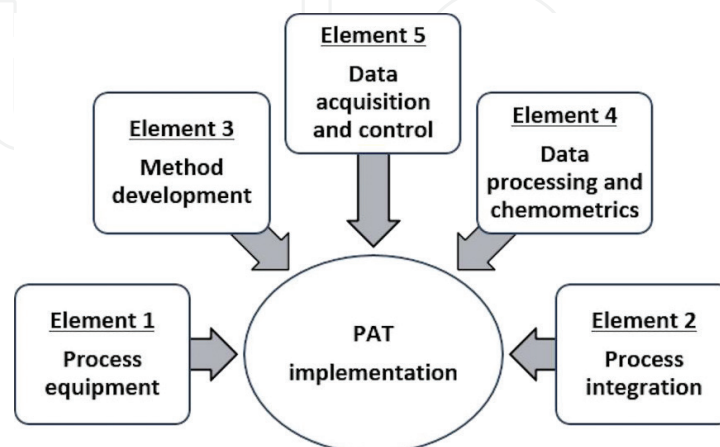 Element 5
Data
acquisition
and control
Element 3
Method
development
Element 4
Data
processing and
chemometrics
Element 1
Process
equipment
PAT
implementation
Element 2
Process
integration